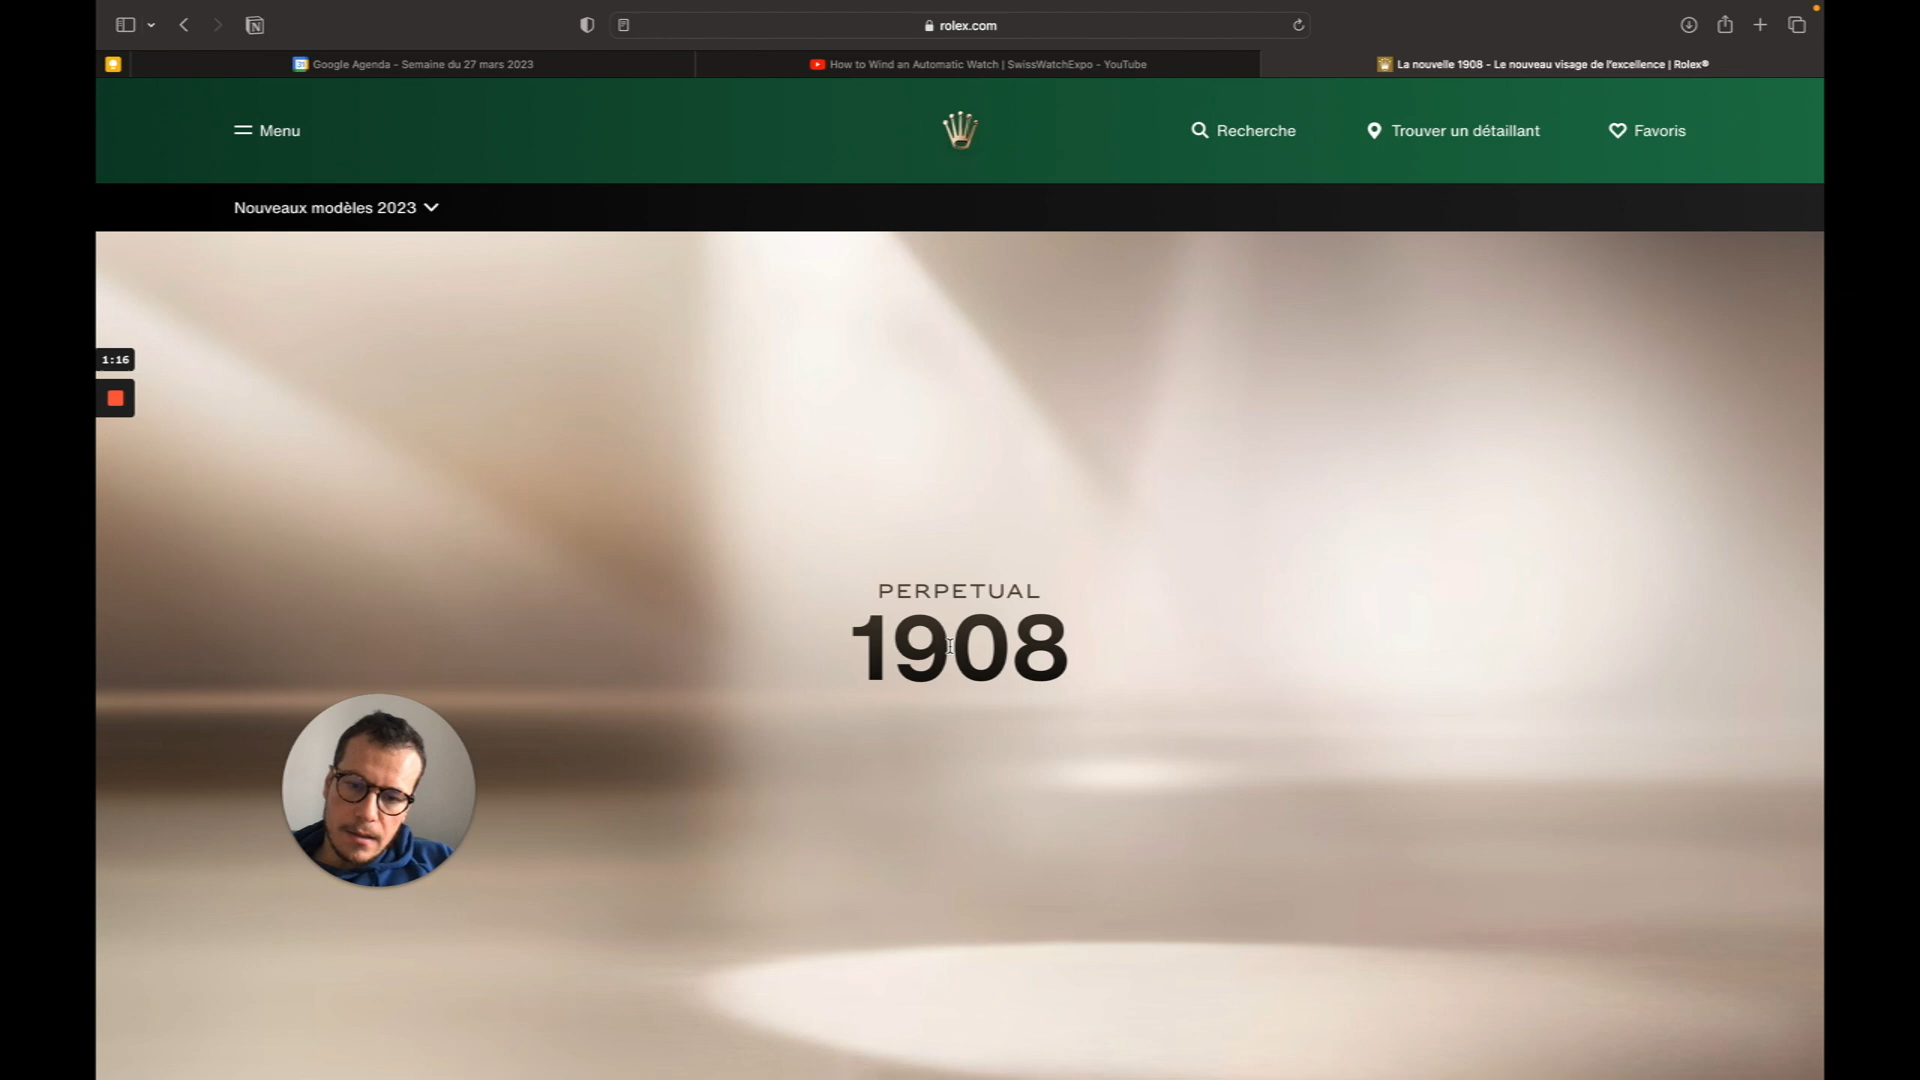 rolex.com
Google Agenda - Semaine du 27 mars 2023
How to Wind an Automatic Watch | SwissWatchExpo - YouTube
La nouvelle 1908 - Le nouveau visage de l'excellence | Rolex®
Menu
Recherche
Trouver un détaillant
Favoris
Nouveaux modèles 2023
1:16
PERPETUAL
1908